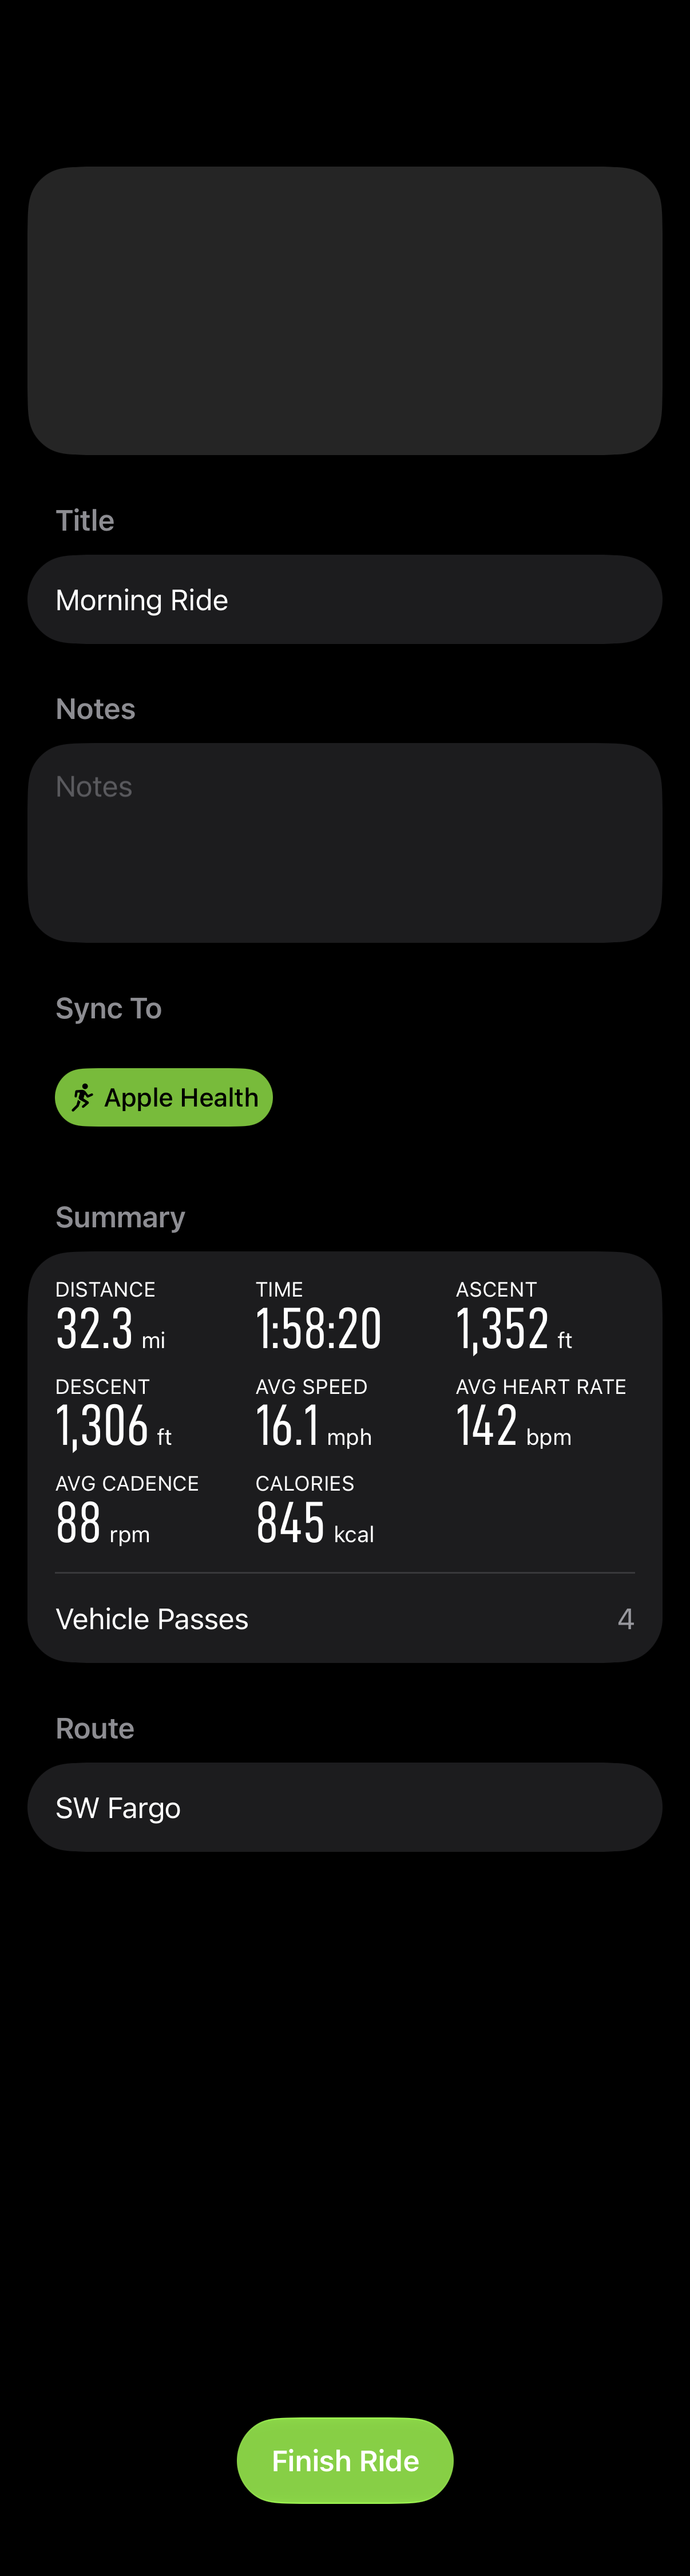 Title
Morning Ride
Notes
Notes
Sync To
Apple Health
Summary
DISTANCE TIME ASCENT
32.3 mi 1:58:20 1,352 ft
DESCENT AVG SPEED AVG HEART RATE
1,306 ft 16.1 mph 142 bpm
AVG CADENCE CALORIES
88 rpm 845 kcal
Vehicle Passes 4
Route
SW Fargo
Finish Ride